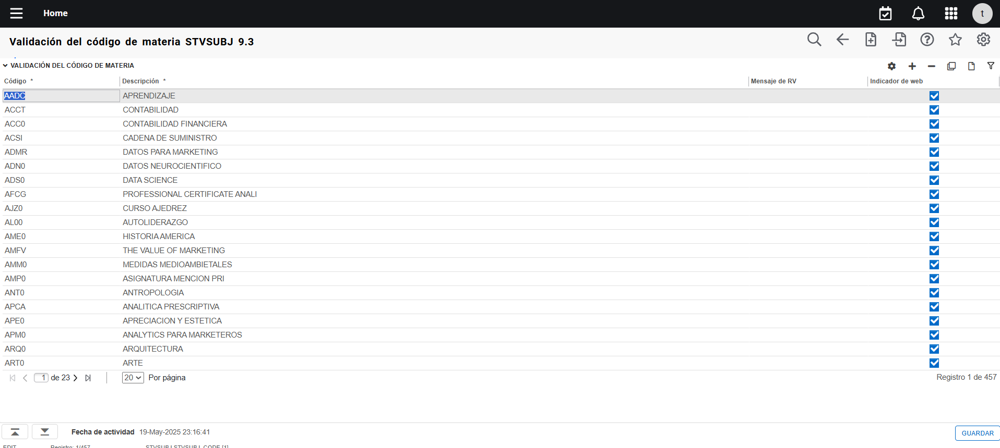 Home
t
Validación del código de materia STVSUBJ 9.3
VALIDACIÓN DEL CÓDIGO DE MATERIA
Código * Descripción * Mensaje de RV Indicador de web
AADC APRENDIZAJE
ACCT CONTABILIDAD
ACC0 CONTABILIDAD FINANCIERA
ACSI CADENA DE SUMINISTRO
ADMR DATOS PARA MARKETING
ADN0 DATOS NEUROCIENTIFICO
ADS0 DATA SCIENCE
AFCG PROFESSIONAL CERTIFICATE ANALI
AJZ0 CURSO AJEDREZ
AL00 AUTOLIDERAZGO
AME0 HISTORIA AMERICA
AMFV THE VALUE OF MARKETING
AMM0 MEDIDAS MEDIOAMBIETALES
AMP0 ASIGNATURA MENCION PRI
ANT0 ANTROPOLOGIA
APCA ANALITICA PRESCRIPTIVA
APE0 APRECIACION Y ESTETICA
APM0 ANALYTICS PARA MARKETEROS
ARQ0 ARQUITECTURA
ART0 ARTE
1 de 23 20 Por página Registro 1 de 457
Fecha de actividad 19-May-2025 23:16:41
GUARDAR
EDIT Registro: 1/457 STVSUBJ.STVSUBJ_CODE [1]